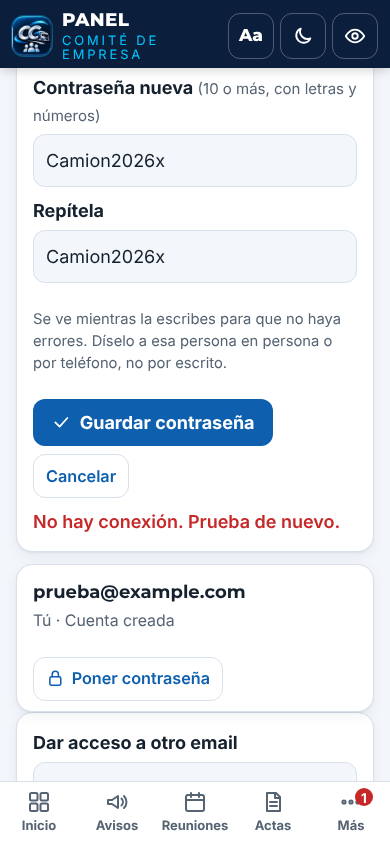 PANEL
COMITÉ DE
EMPRESA
Aa
Contraseña nueva (10 o más, con letras y
números)
Camion2026x
Repítela
Camion2026x
Se ve mientras la escribes para que no haya
errores. Díselo a esa persona en persona o
por teléfono, no por escrito.
Guardar contraseña
Cancelar
No hay conexión. Prueba de nuevo.
prueba@example.com
Tú · Cuenta creada
Poner contraseña
Dar acceso a otro email
1
Inicio
Avisos
Reuniones
Actas
Más